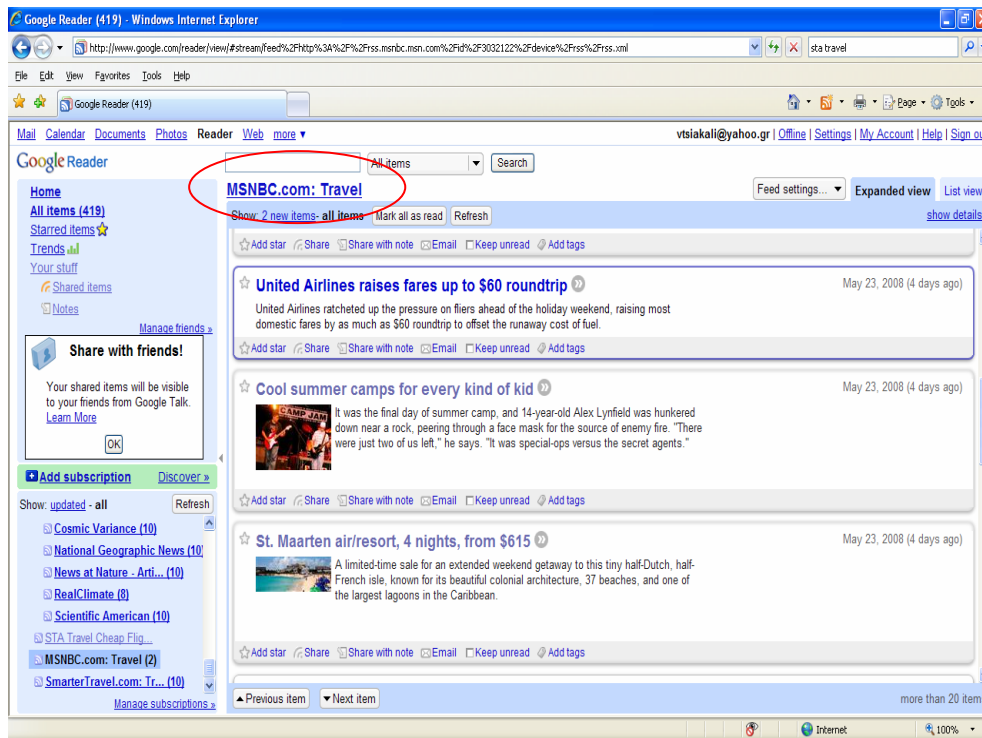 Google Reader (419) - Windows Internet Explorer
http://www.google.com/reader/view/#stream/feed%2Fhttp%3A%2F%2Frss.msnbc.msn.com%2Fid%2F3032122%2Fdevice%2Frss%2Frss.xml
sta travel
File Edit View Favorites Tools Help
Google Reader (419)
Page Tools
Mail Calendar Documents Photos Reader Web more ▼
vtsiakali@yahoo.gr | Offline | Settings | My Account | Help | Sign ou
Google Reader
All items
Search
Home
All items (419)
Starred items
Trends
Your stuff
Shared items
Notes
Manage friends »
Share with friends!
Your shared items will be visible
to your friends from Google Talk.
Learn More
OK
Add subscription Discover »
Show: updated - all Refresh
Cosmic Variance (10)
National Geographic News (10)
News at Nature - Arti... (10)
RealClimate (8)
Scientific American (10)
STA Travel Cheap Flig...
MSNBC.com: Travel (2)
SmarterTravel.com: Tr... (10)
Manage subscriptions »
MSNBC.com: Travel
Feed settings... ▼ Expanded view List view
Show: 2 new items - all items Mark all as read Refresh
show details
Add star Share Share with note Email Keep unread Add tags
United Airlines raises fares up to $60 roundtrip
May 23, 2008 (4 days ago)
United Airlines ratcheted up the pressure on fliers ahead of the holiday weekend, raising most
domestic fares by as much as $60 roundtrip to offset the runaway cost of fuel.
Add star Share Share with note Email Keep unread Add tags
Cool summer camps for every kind of kid
May 23, 2008 (4 days ago)
CAMP JAM
It was the final day of summer camp, and 14-year-old Alex Lynfield was hunkered
down near a rock, peering through a face mask for the source of enemy fire. "There
were just two of us left," he says. "It was special-ops versus the secret agents."
Add star Share Share with note Email Keep unread Add tags
St. Maarten air/resort, 4 nights, from $615
May 23, 2008 (4 days ago)
A limited-time sale for an extended weekend getaway to this tiny half-Dutch, half-
French isle, known for its beautiful colonial architecture, 37 beaches, and one of
the largest lagoons in the Caribbean.
Add star Share Share with note Email Keep unread Add tags
▲ Previous item ▼ Next item
more than 20 item
Internet 100%